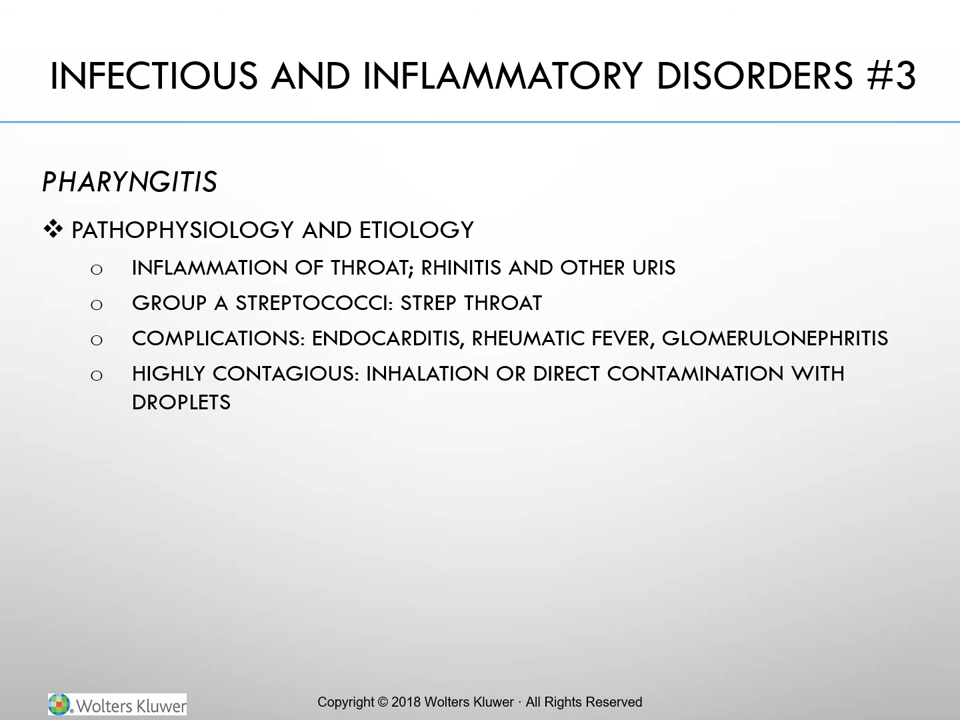 INFECTIOUS AND INFLAMMATORY DISORDERS #3
PHARYNGITIS
❖ PATHOPHYSIOLOGY AND ETIOLOGY
o INFLAMMATION OF THROAT; RHINITIS AND OTHER URIS
o GROUP A STREPTOCOCCI: STREP THROAT
o COMPLICATIONS: ENDOCARDITIS, RHEUMATIC FEVER, GLOMERULONEPHRITIS
o HIGHLY CONTAGIOUS: INHALATION OR DIRECT CONTAMINATION WITH
DROPLETS
Wolters Kluwer
Copyright © 2018 Wolters Kluwer · All Rights Reserved